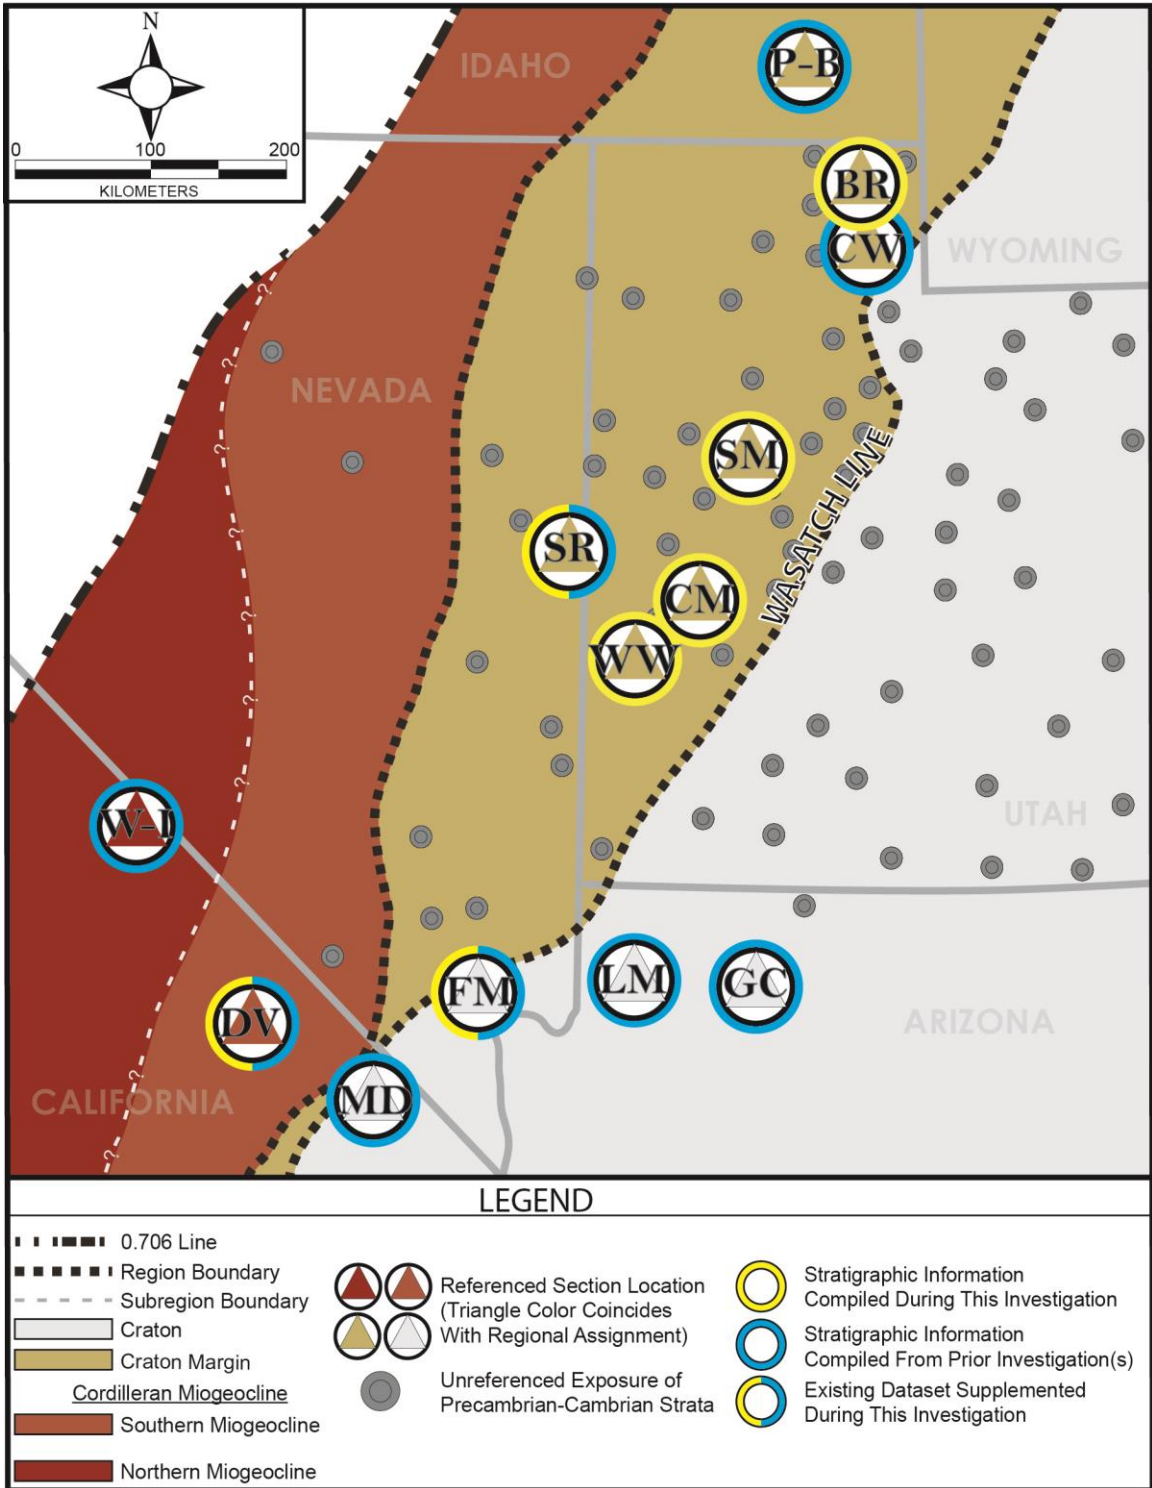 N
0 100 200
KILOMETERS
IDAHO
P-B
BR
CW
WYOMING
NEVADA
?
?
?
SM
WASATCH LINE
SR
CM
WW
?
?
?
W-I
UTAH
?
FM
LM
GC
DV
ARIZONA
?
CALIFORNIA
MD
?
LEGEND
0.706 Line
Region Boundary
Subregion Boundary
Craton
Craton Margin
Cordilleran Miogeocline
Southern Miogeocline
Northern Miogeocline
Referenced Section Location
(Triangle Color Coincides
With Regional Assignment)
Unreferenced Exposure of
Precambrian-Cambrian Strata
Stratigraphic Information
Compiled During This Investigation
Stratigraphic Information
Compiled From Prior Investigation(s)
Existing Dataset Supplemented
During This Investigation